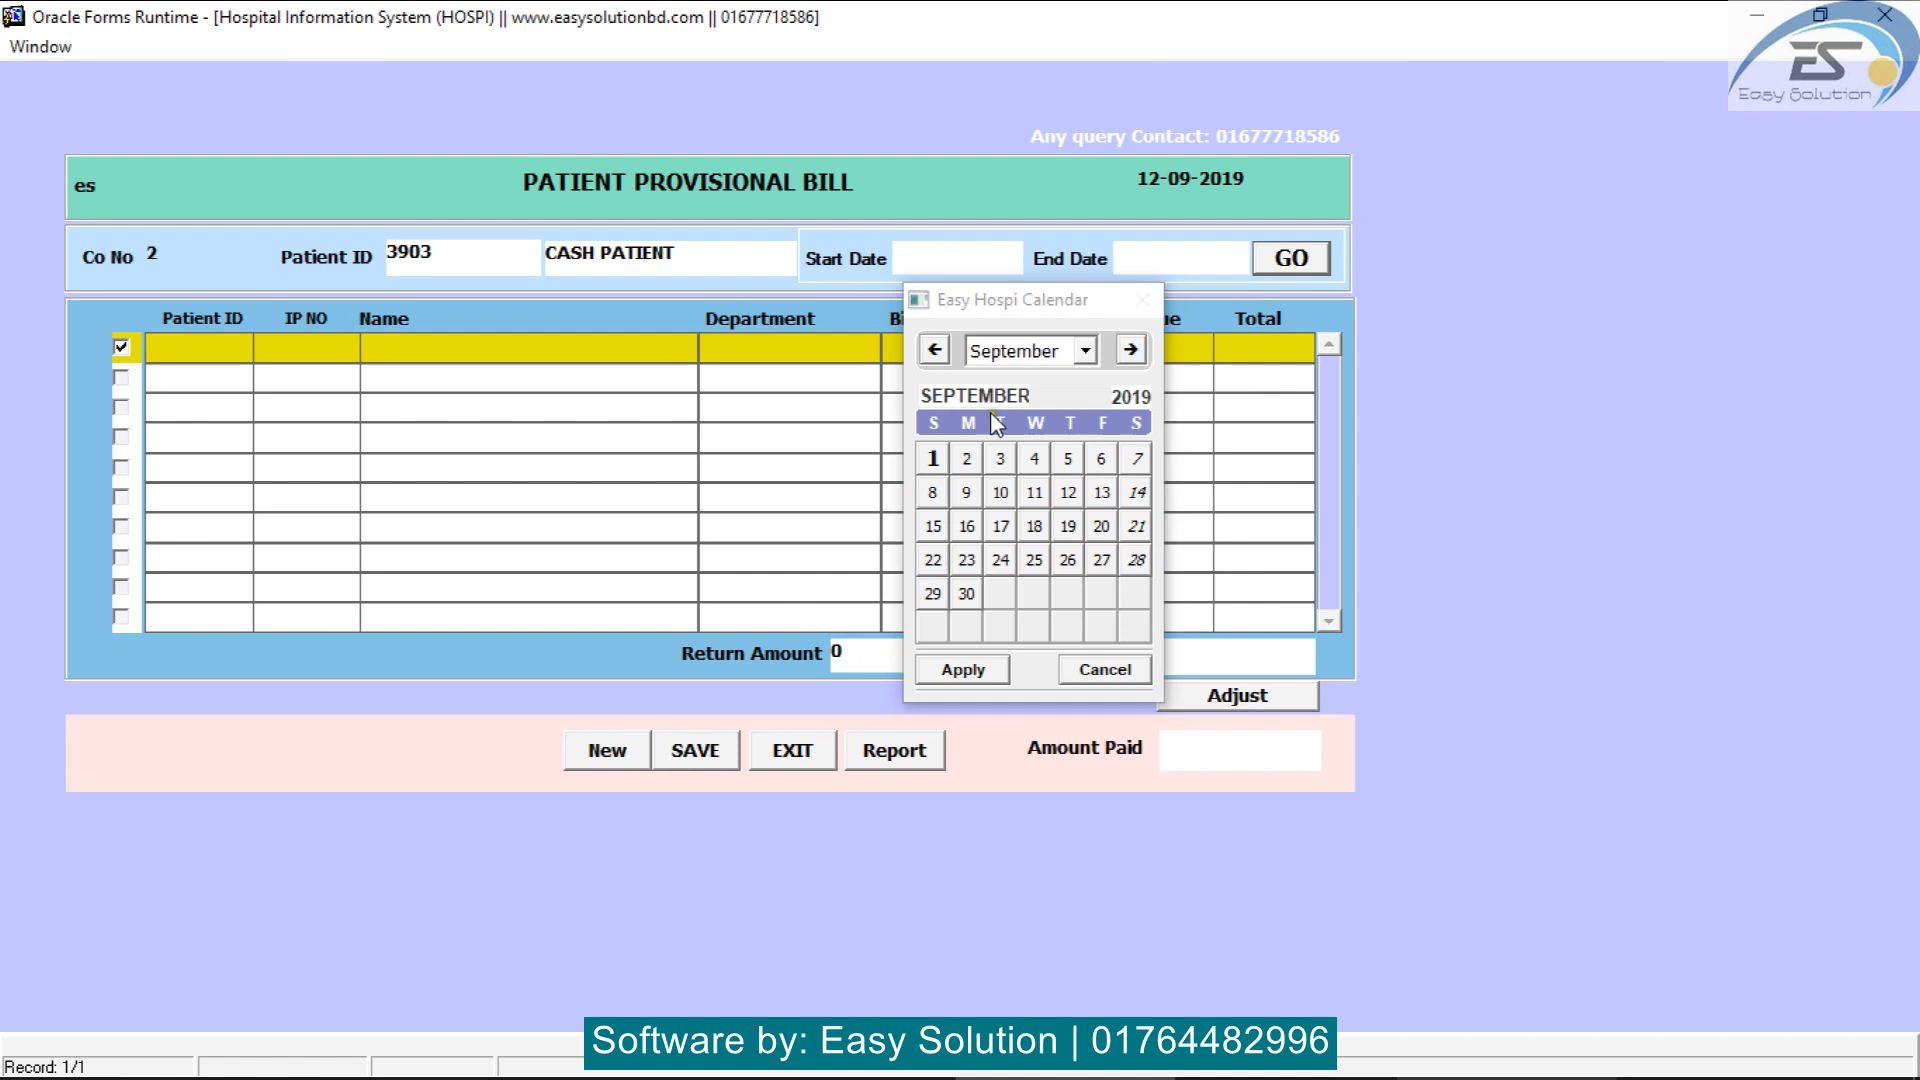 Oracle Forms Runtime - [Hospital Information System (HOSPI) || www.easysolutionbd.com || 01677718586]
Window
ES
Easy Solution
Any query Contact: 01677718586
es PATIENT PROVISIONAL BILL 12-09-2019
Co No 2 Patient ID 3903 CASH PATIENT Start Date End Date GO
Easy Hospi Calendar
Patient ID IP NO Name Department Total
September
SEPTEMBER 2019
S M T W T F S
1 2 3 4 5 6 7
8 9 10 11 12 13 14
15 16 17 18 19 20 21
22 23 24 25 26 27 28
29 30
Return Amount 0
Apply Cancel
Adjust
New SAVE EXIT Report Amount Paid
Software by: Easy Solution | 01764482996
Record: 1/1